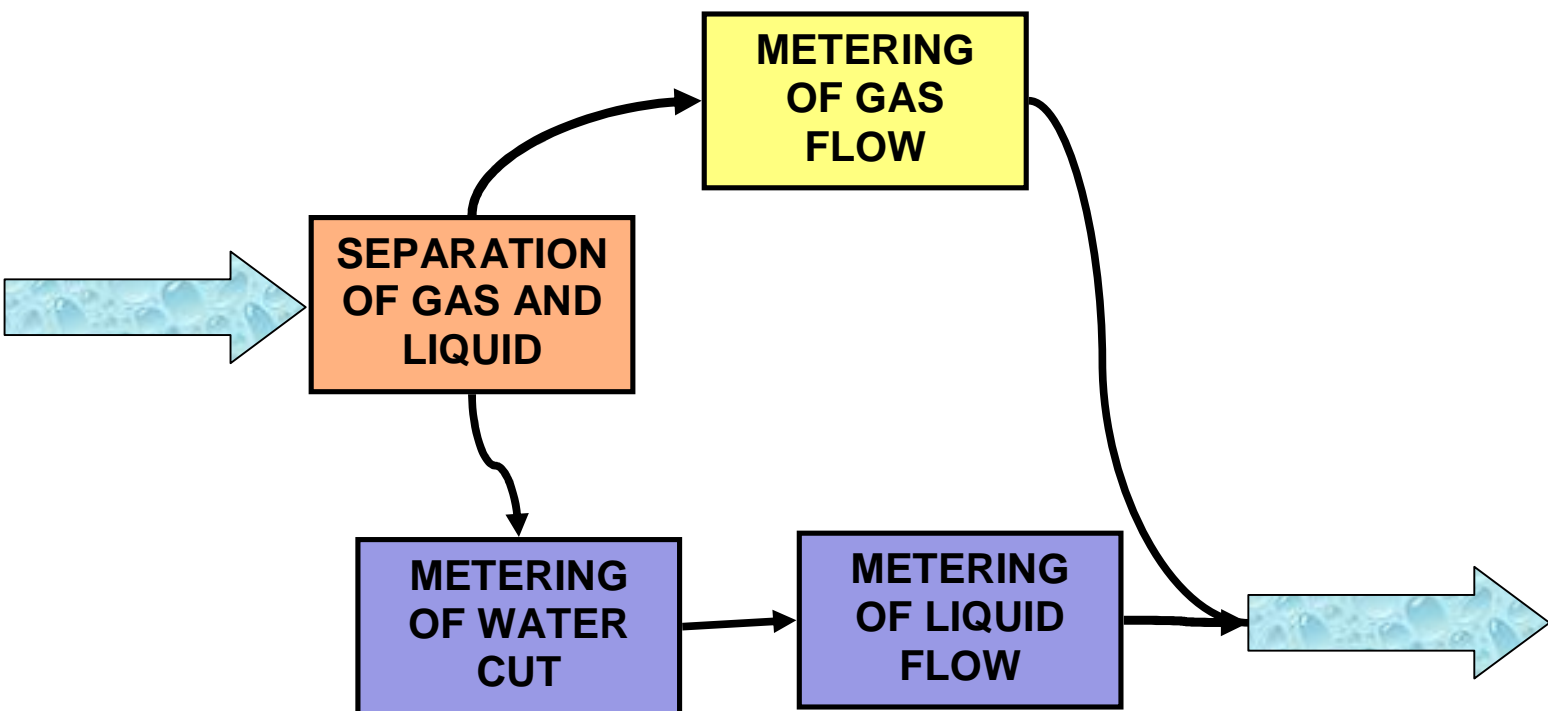 METERING
OF GAS
FLOW
SEPARATION
OF GAS AND
LIQUID
METERING
OF WATER
CUT
METERING
OF LIQUID
FLOW